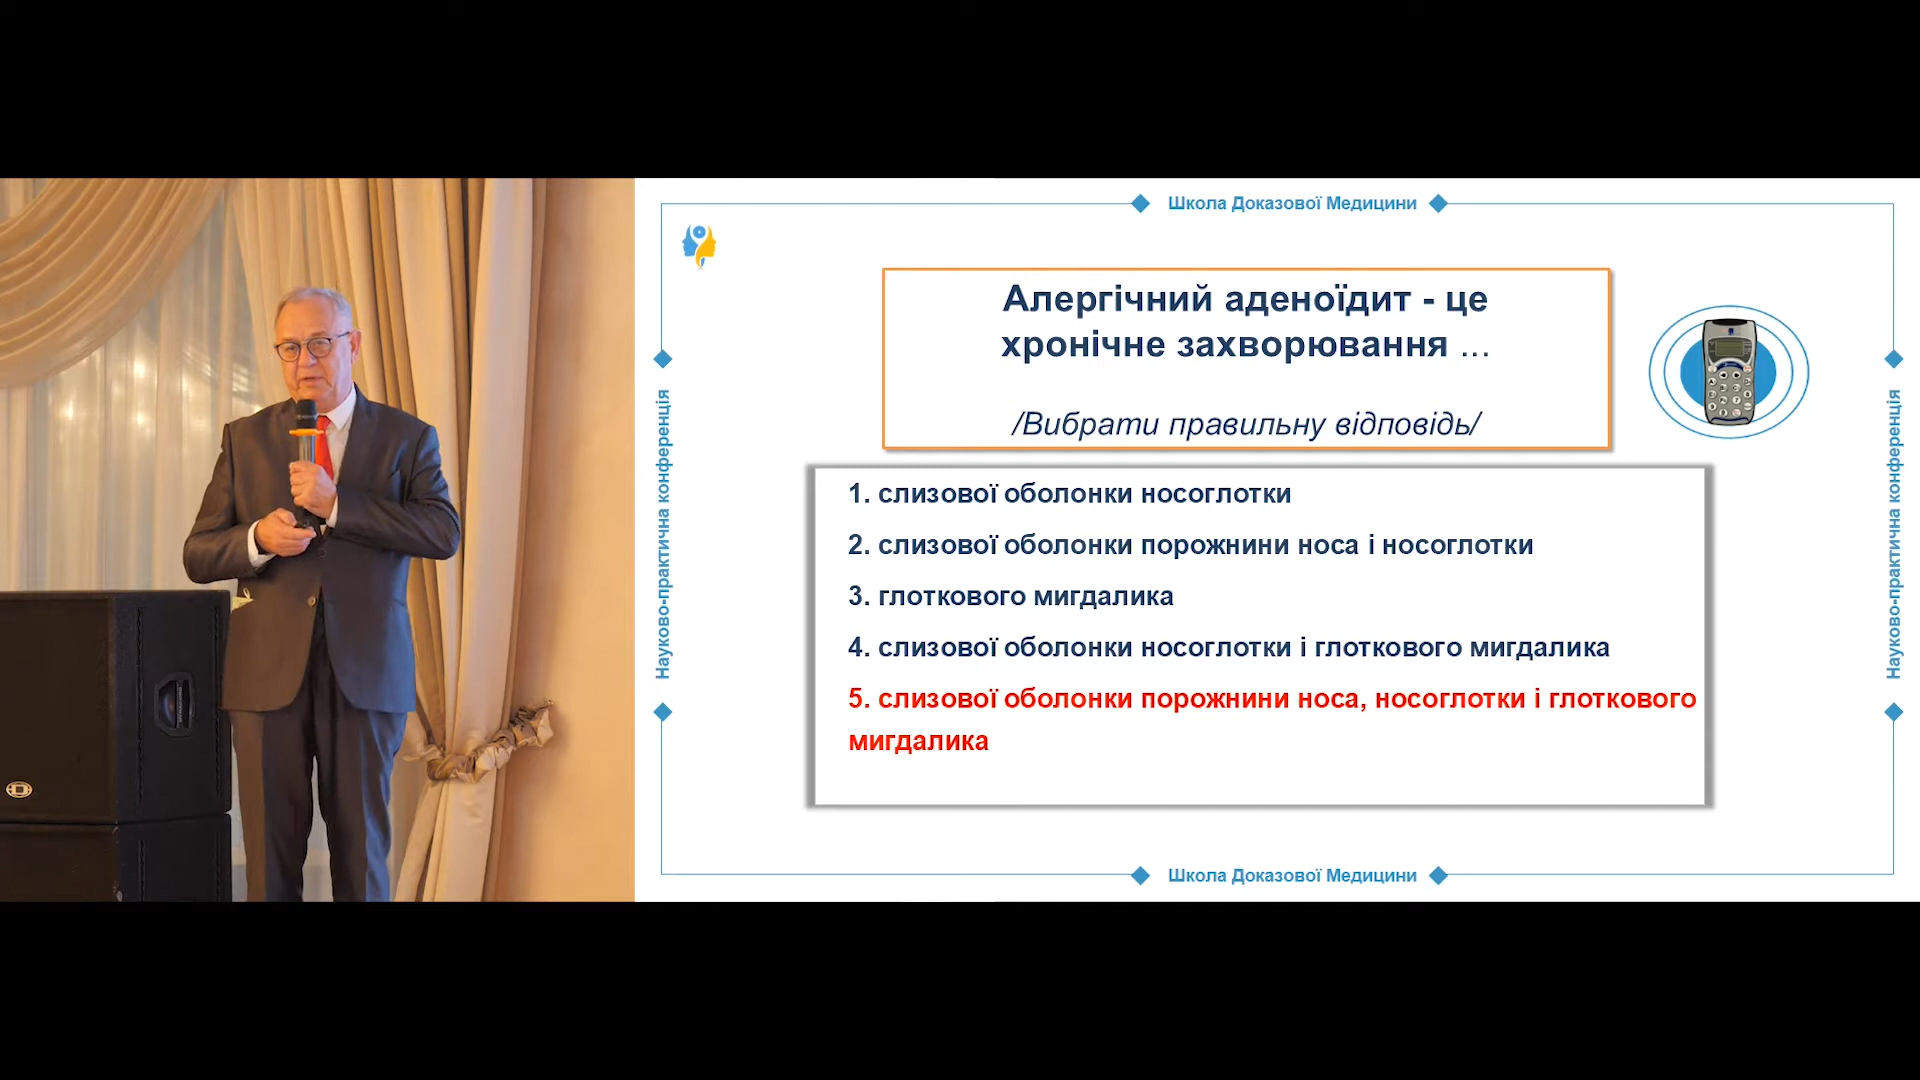 Школа Доказової Медицини
Алергічний аденоїдит - це
хронічне захворювання ...
/Вибрати правильну відповідь/
Науково-практична конференція
1. слизової оболонки носоглотки
2. слизової оболонки порожнини носа і носоглотки
3. глоткового мигдалика
4. слизової оболонки носоглотки і глоткового мигдалика
5. слизової оболонки порожнини носа, носоглотки і глоткового
мигдалика
Науково-практична конференція
Школа Доказової Медицини